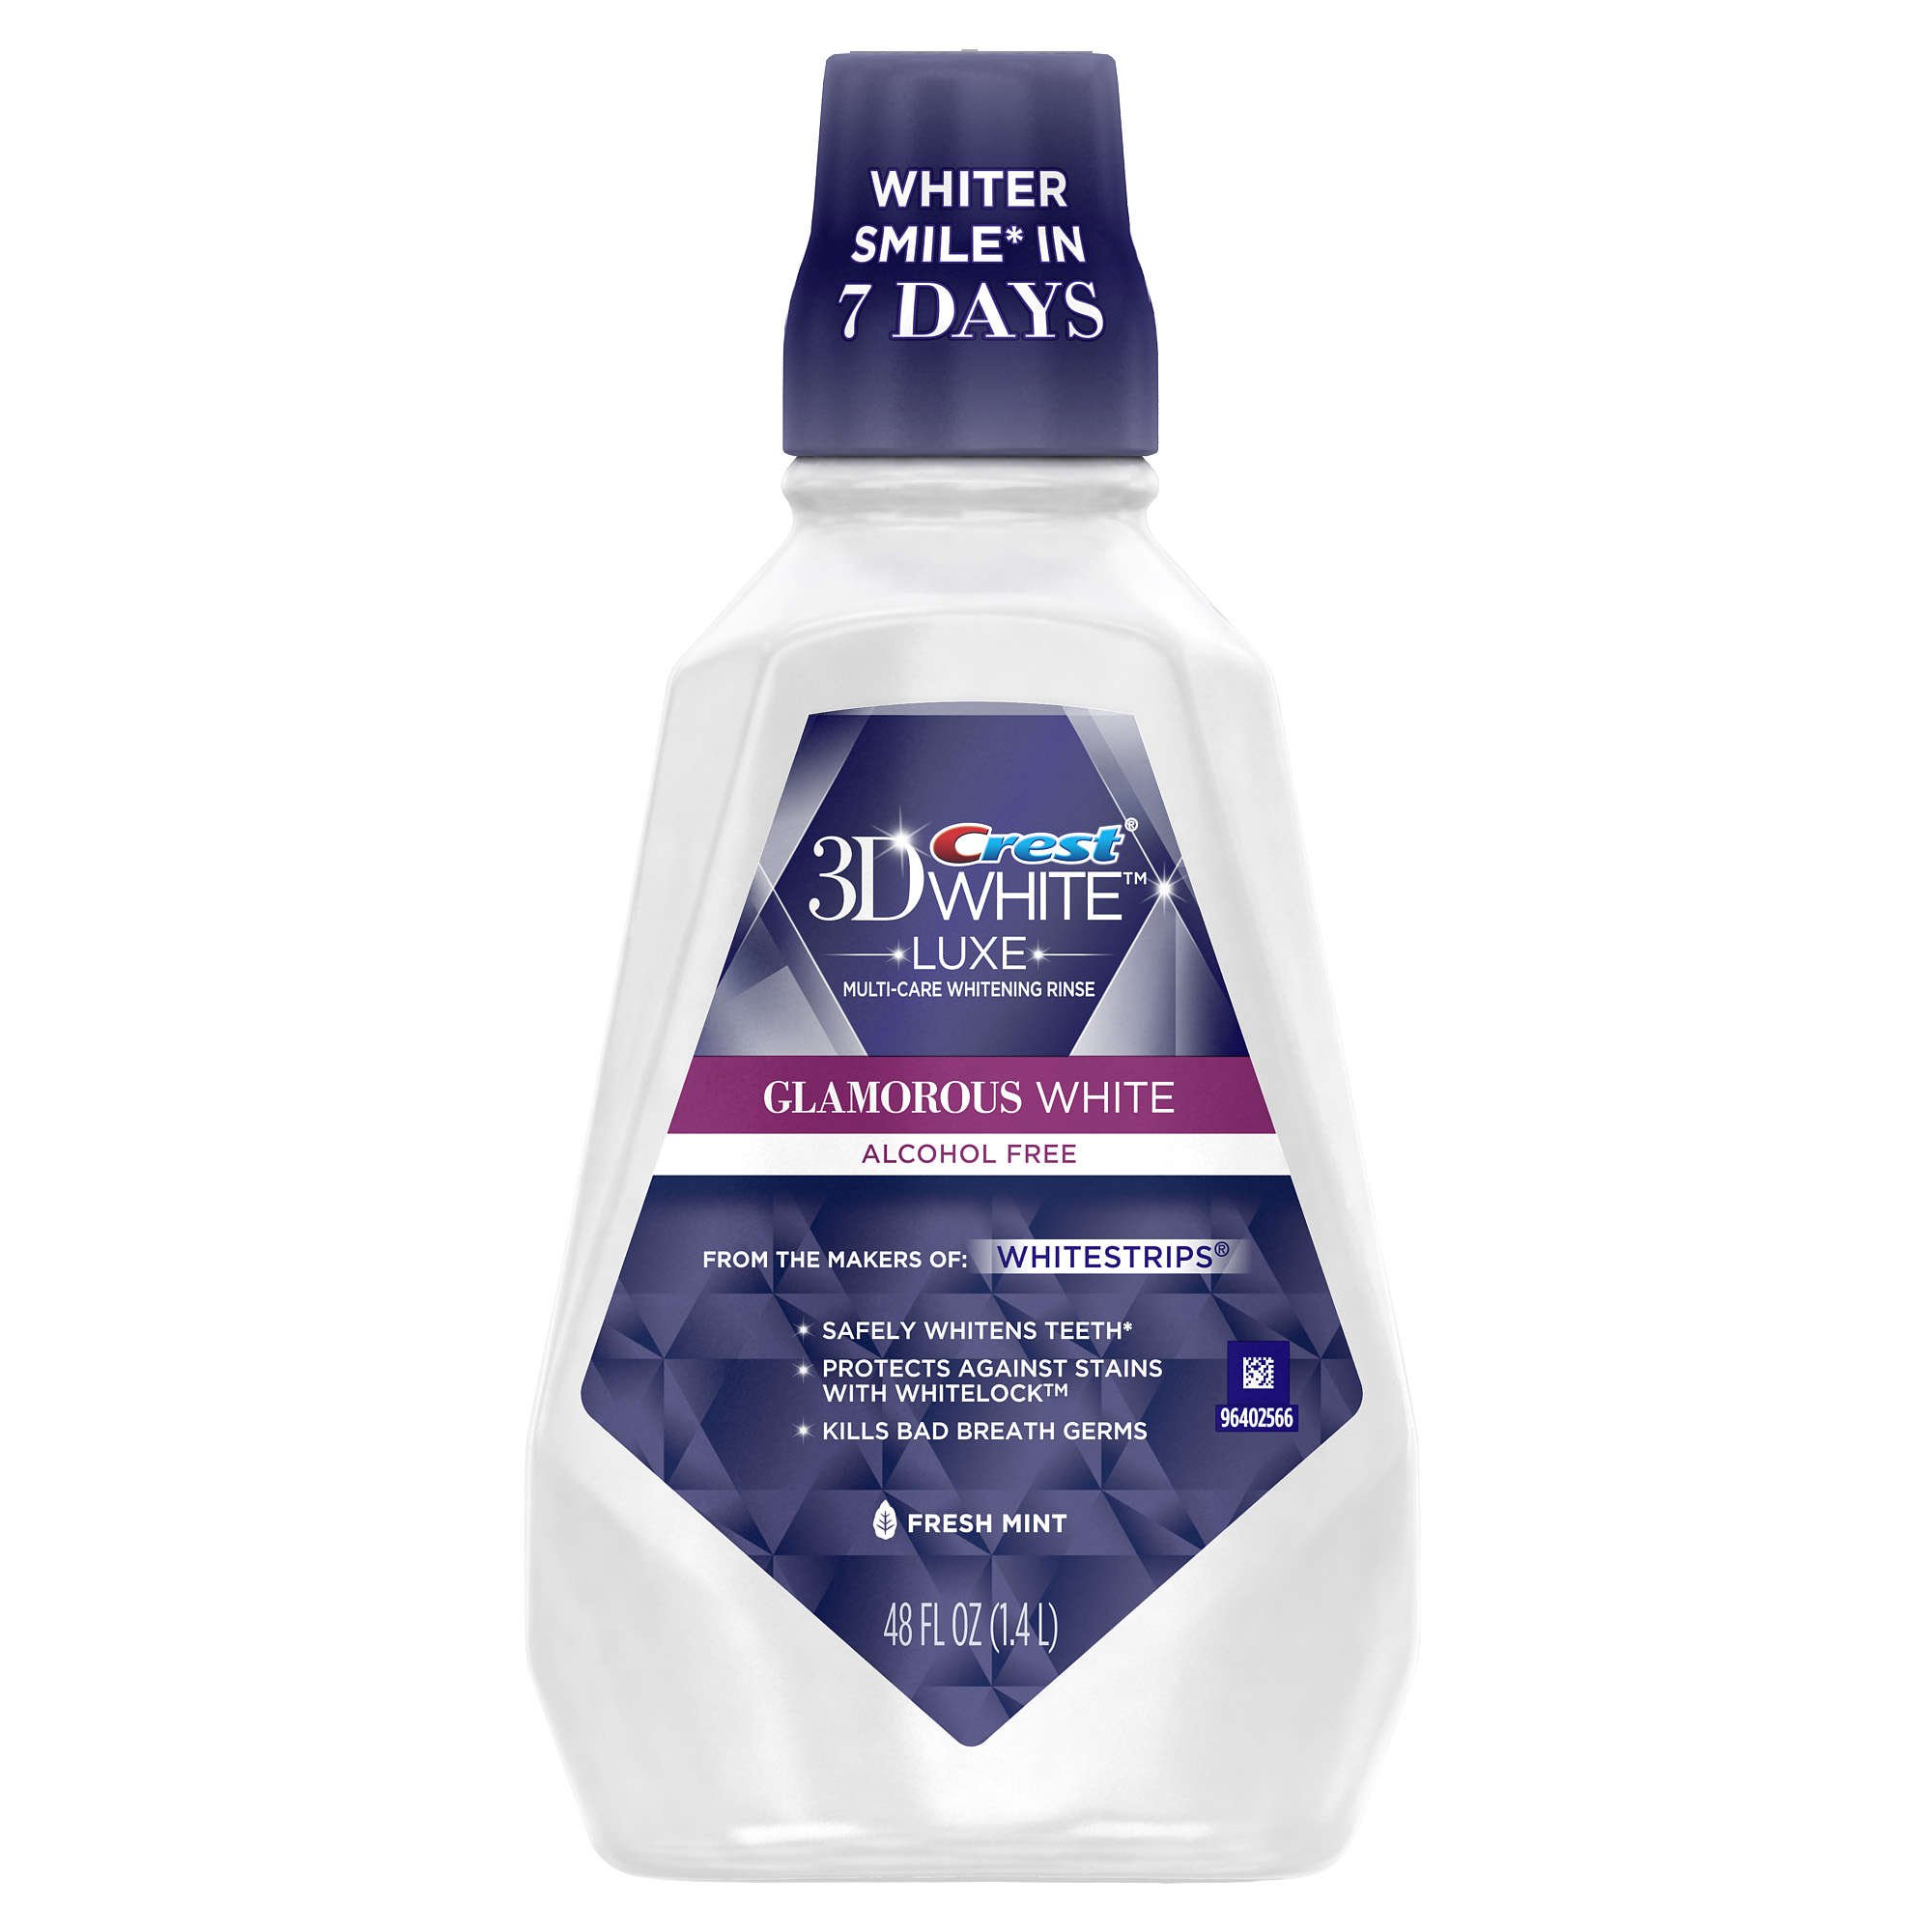 WHITER
SMILE* IN
7 DAYS
Crest®
3D WHITE™
LUXE
MULTI-CARE WHITENING RINSE
GLAMOROUS WHITE
ALCOHOL FREE
FROM THE MAKERS OF: WHITESTRIPS®
SAFELY WHITENS TEETH*
PROTECTS AGAINST STAINS
WITH WHITELOCK™
KILLS BAD BREATH GERMS
96402566
FRESH MINT
48 FL OZ (1.4 L)